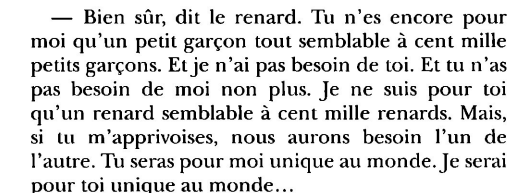 — Bien sûr, dit le renard. Tu n'es encore pour
moi qu'un petit garçon tout semblable à cent mille
petits garçons. Et je n'ai pas besoin de toi. Et tu n'as
pas besoin de moi non plus. Je ne suis pour toi
qu'un renard semblable à cent mille renards. Mais,
si tu m'apprivoises, nous aurons besoin l'un de
l'autre. Tu seras pour moi unique au monde. Je serai
pour toi unique au monde...